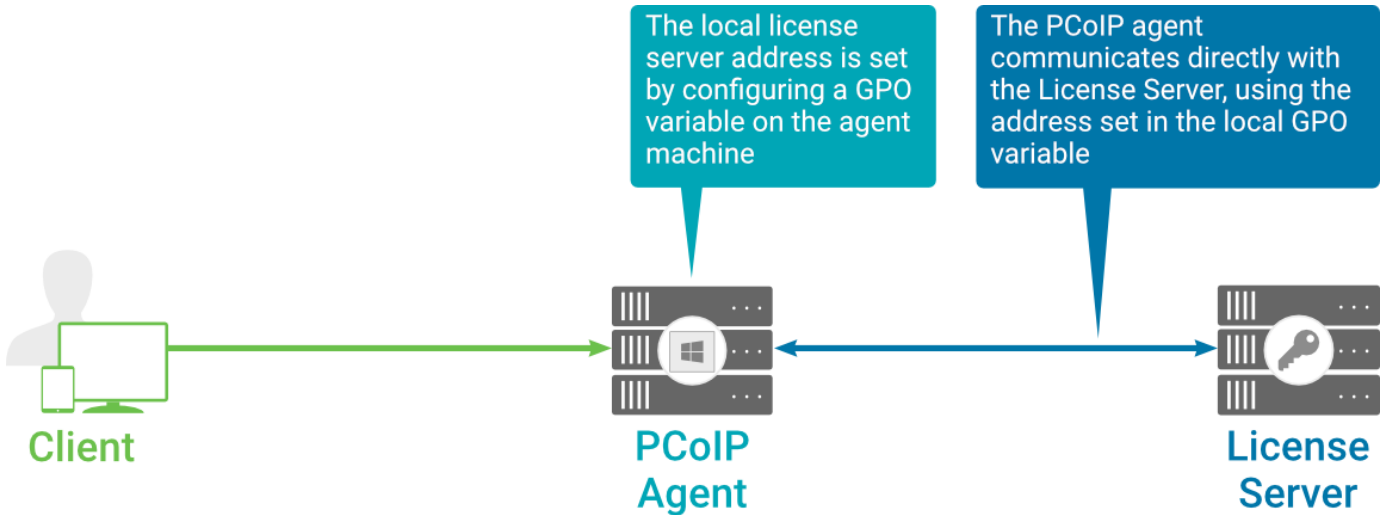 The local license
server address is set
by configuring a GPO
variable on the agent
machine
The PCoIP agent
communicates directly with
the License Server, using the
address set in the local GPO
variable
Client
PCoIP
Agent
License
Server